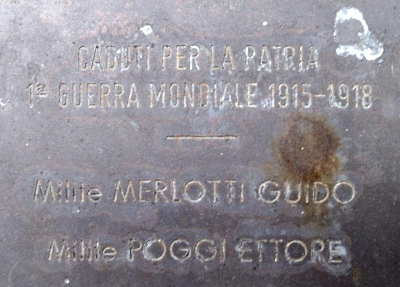 CADUTI PER LA PATRIA
1ª GUERRA MONDIALE 1915-1918
Milite MERLOTTI GUIDO
Milite POGGI ETTORE